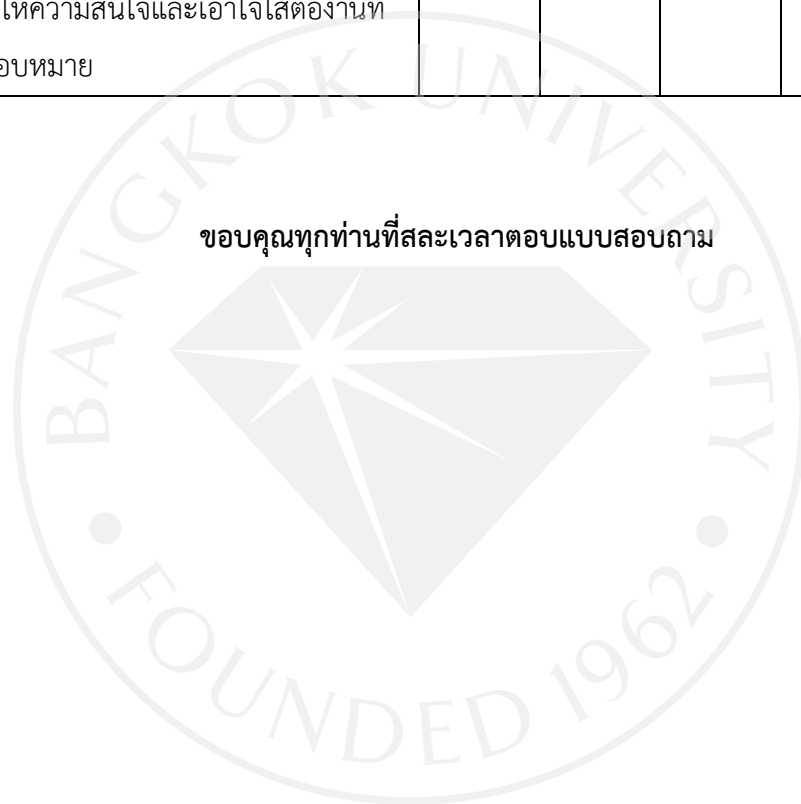 ให้ความสนใจและเอาใจใส่ต่องานที่
อบหมาย
BANGKOK UNIVERSITY
ขอบคุณทุกท่านที่สละเวลาตอบแบบสอบถาม
• FOUNDED 1962 •